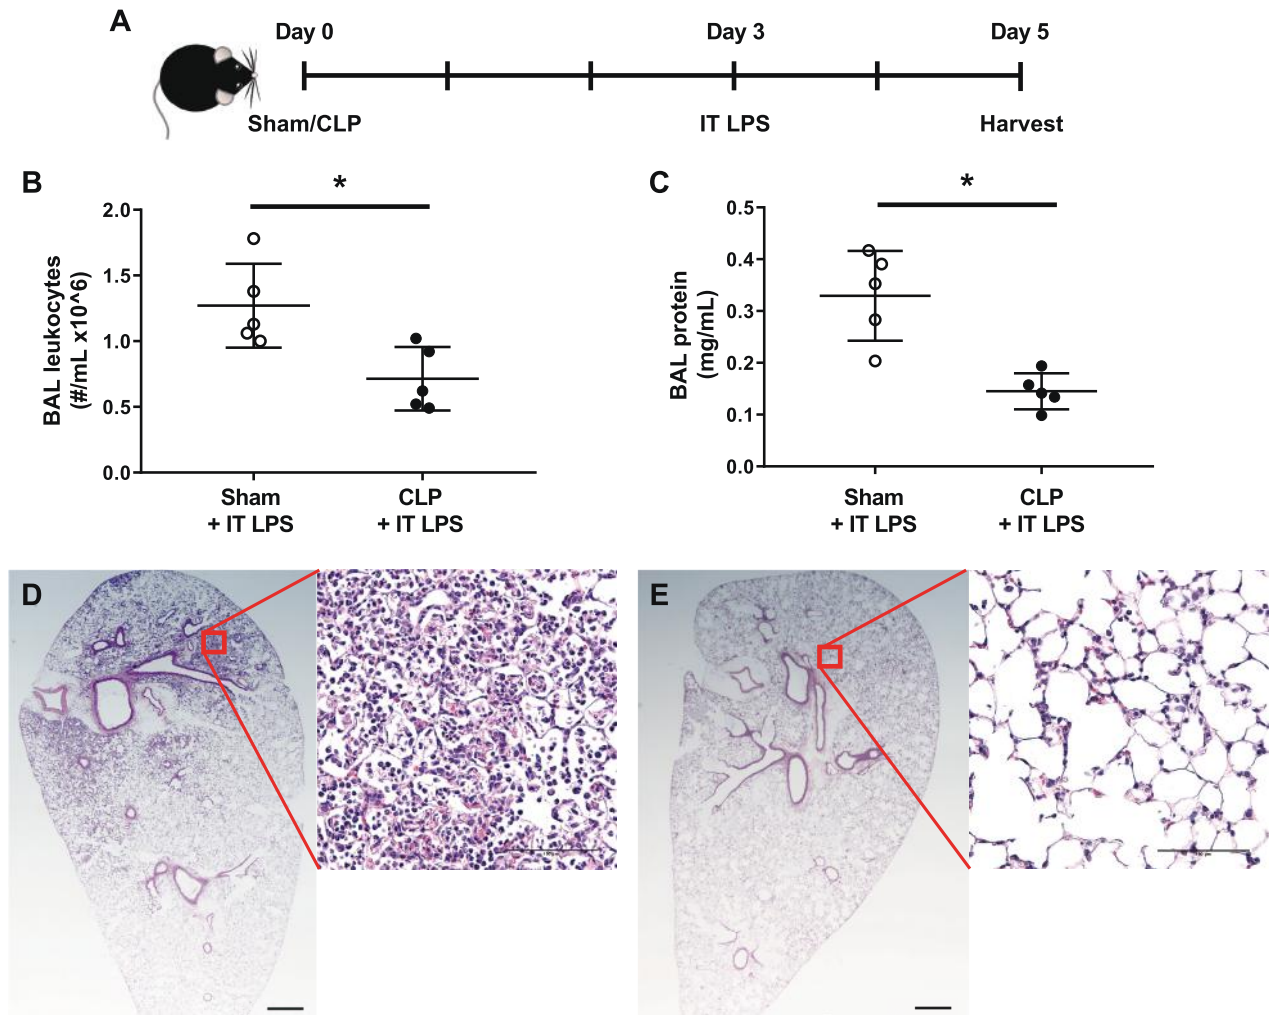 A
Day 0
Day 3
Day 5
Sham/CLP
IT LPS
Harvest
B
*
BAL leukocytes
(#/mL x10^6)
2.0
1.5
1.0
0.5
0.0
Sham
+ IT LPS
CLP
+ IT LPS
C
*
BAL protein
(mg/mL)
0.5
0.4
0.3
0.2
0.1
0.0
Sham
+ IT LPS
CLP
+ IT LPS
D
E